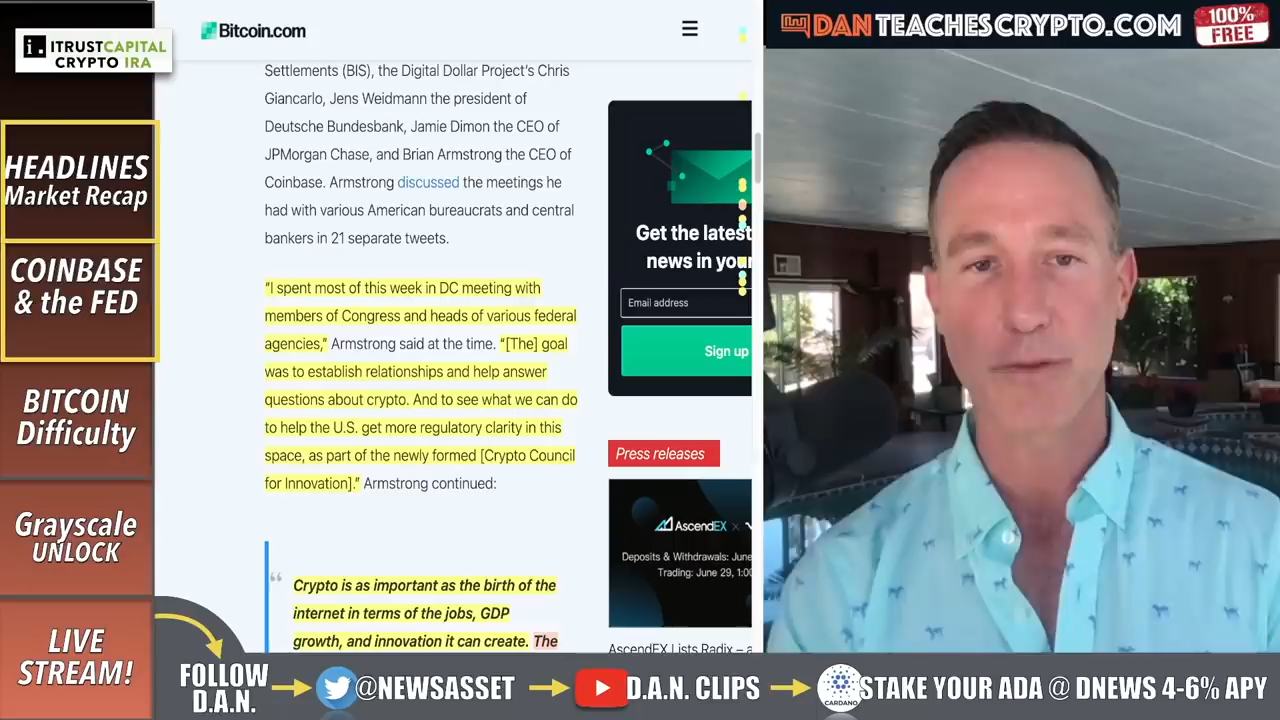 i.
ITRUSTCAPITAL
CRYPTO IRA
HEADLINES
Market Recap
COINBASE
& the FED
BITCOIN
Difficulty
Grayscale
UNLOCK
LIVE
STREAM!
Bitcoin.com
Settlements (BIS), the Digital Dollar Project's Chris
Giancarlo, Jens Weidmann the president of
Deutsche Bundesbank, Jamie Dimon the CEO of
JPMorgan Chase, and Brian Armstrong the CEO of
Coinbase. Armstrong discussed the meetings he
had with various American bureaucrats and central
bankers in 21 separate tweets.
"I spent most of this week in DC meeting with
members of Congress and heads of various federal
agencies," Armstrong said at the time. "[The] goal
was to establish relationships and help answer
questions about crypto. And to see what we can do
to help the U.S. get more regulatory clarity in this
space, as part of the newly formed [Crypto Council
for Innovation]." Armstrong continued:
“
Crypto is as important as the birth of the
internet in terms of the jobs, GDP
growth, and innovation it can create. The
Get the latest
news in your
Email address
Sign up
Press releases
AscendEX ×
Deposits & Withdrawals: June
Trading: June 29, 1:00
AscendEX Lists Radix – a
DANTEACHESCRYPTO.COM
100%
FREE
FOLLOW
D.A.N.
@NEWSASSET
D.A.N. CLIPS
CARDANO
STAKE YOUR ADA @ DNEWS 4-6% APY